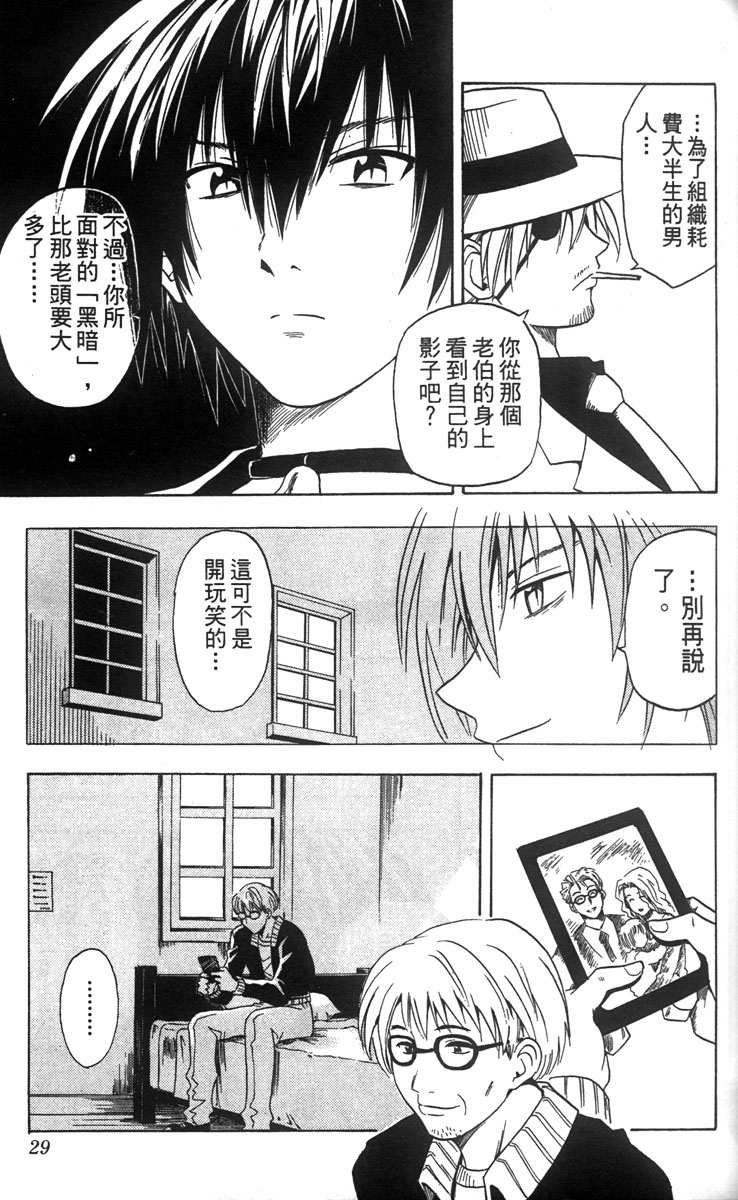 …為了組織耗
費大半生的男
人…
你從那個
老伯的身上
看到自己的
影子吧？
不過…你所
面對的「黑暗」，
比那老頭要大
多了……
…別再說
了。
這可不是
開玩笑的…
………
29